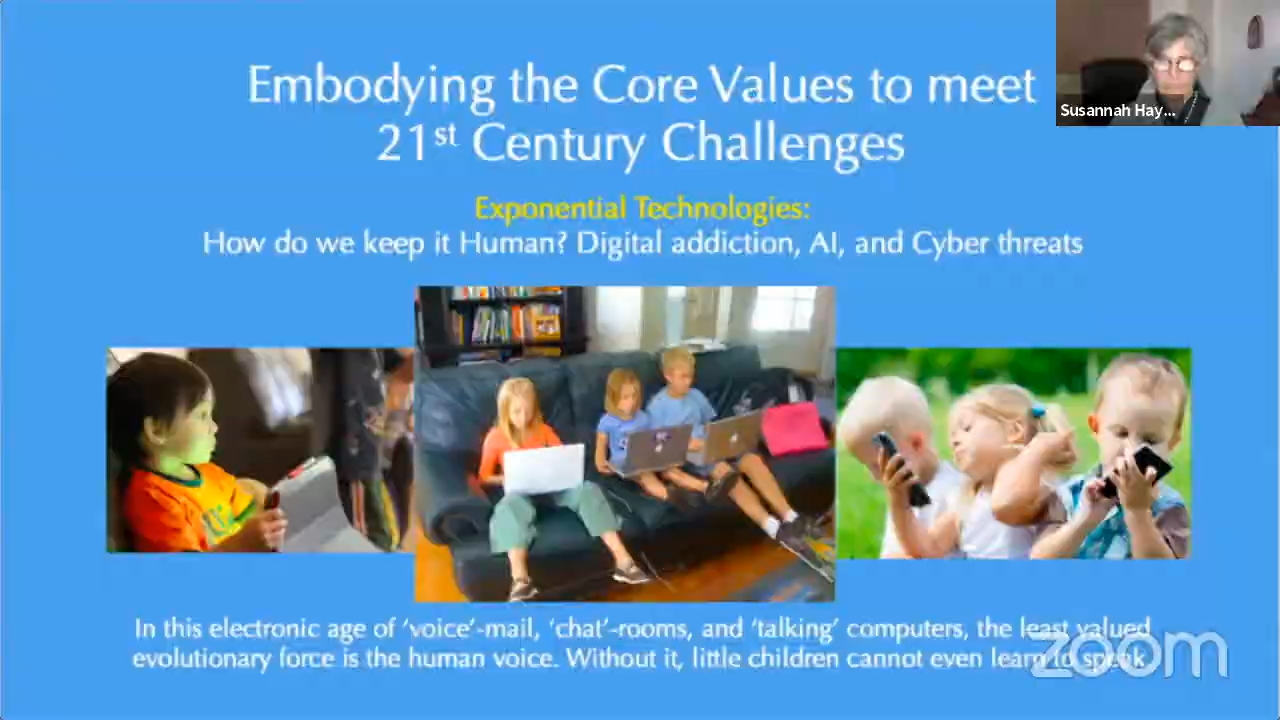 Embodying the Core Values to meet
21st Century Challenges
Susannah Hay...
Exponential Technologies:
How do we keep it Human? Digital addiction, AI, and Cyber threats
In this electronic age of 'voice'-mail, 'chat'-rooms, and 'talking' computers, the least valued
evolutionary force is the human voice. Without it, little children cannot even learn to speak.
zoom